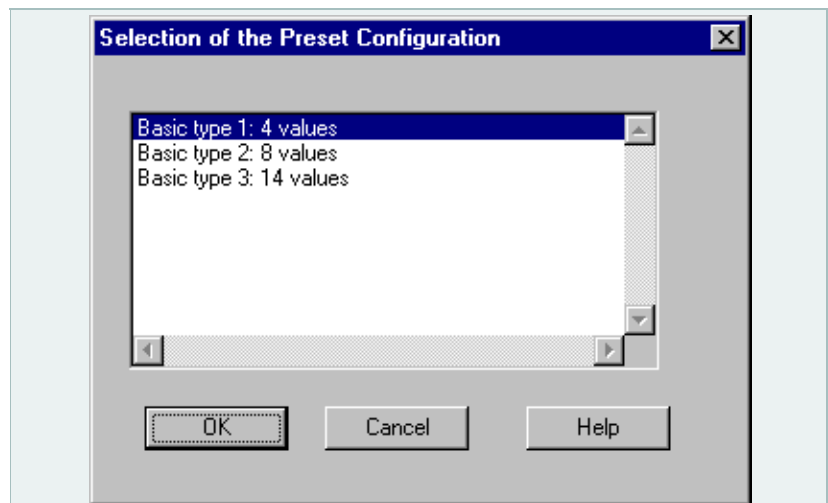 Selection of the Preset Configuration
Basic type 1: 4 values
Basic type 2: 8 values
Basic type 3: 14 values
OK Cancel Help